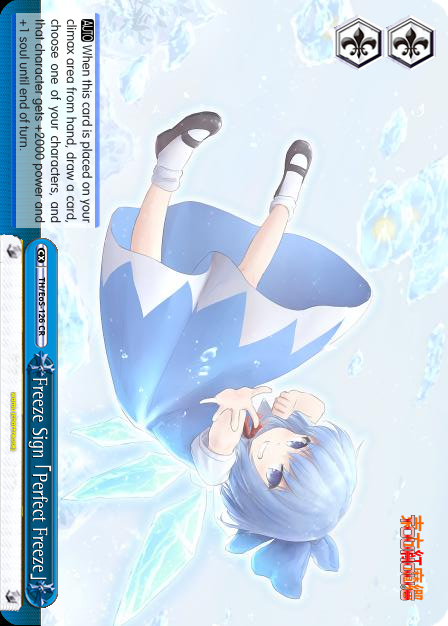 AUTO When this card is placed on your
climax area from hand, draw a card,
choose one of your characters, and
that character gets +2000 power and
+1 soul until end of turn.
CX TH/EoS-126 CR
Freeze Sign「Perfect Freeze」